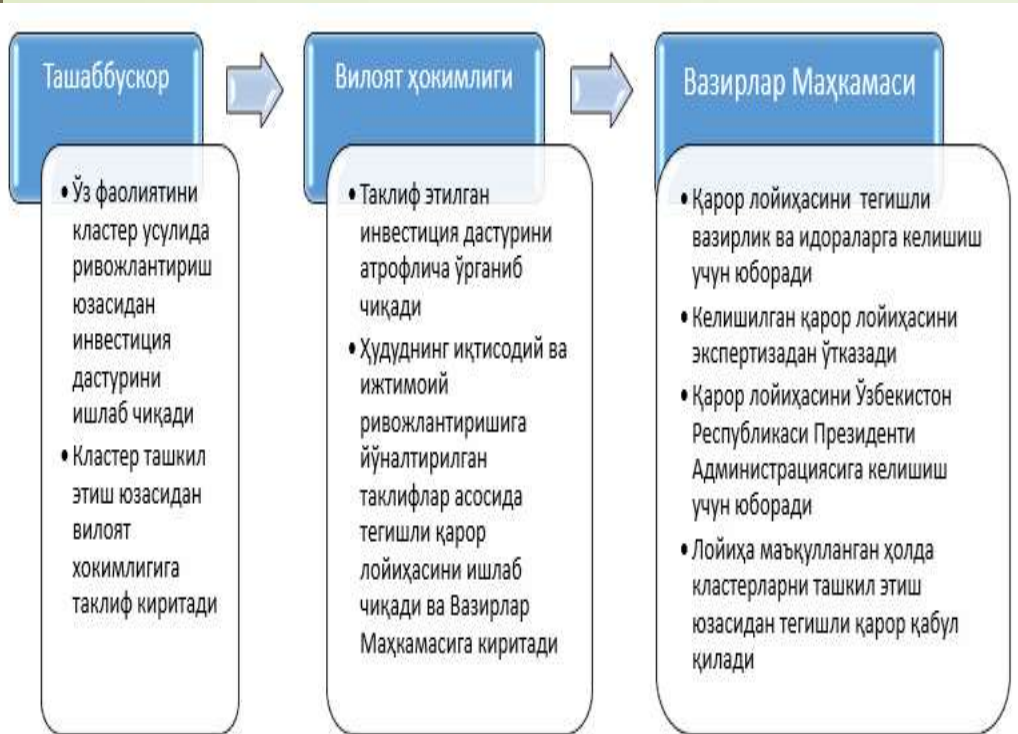 Ташаббускор
• Ўз фаолиятини
кластер усулида
ривожлантириш
юзасидан
инвестиция
дастурини
ишлаб чиқади
• Кластер ташкил
этиш юзасидан
вилоят
хокимлигига
таклиф киритади
Вилоят ҳокимлиги
• Таклиф этилган
инвестиция дастурини
атрофлича ўрганиб
чиқади
• Ҳудуднинг иқтисодий ва
ижтимоий
ривожлантиришига
йўналтирилган
таклифлар асосида
тегишли қарор
лойиҳасини ишлаб
чиқади ва Вазирлар
Маҳкамасига киритади
Вазирлар Маҳкамаси
• Қарор лойиҳасини тегишли
вазирлик ва идораларга келишиш
учун юборади
• Келишилган қарор лойиҳасини
экспертизадан ўтказади
• Қарор лойиҳасини Ўзбекистон
Республикаси Президенти
Администрациясига келишиш
учун юборади
• Лойиҳа маъқулланган ҳолда
кластерларни ташкил этиш
юзасидан тегишли қарор қабул
қилади